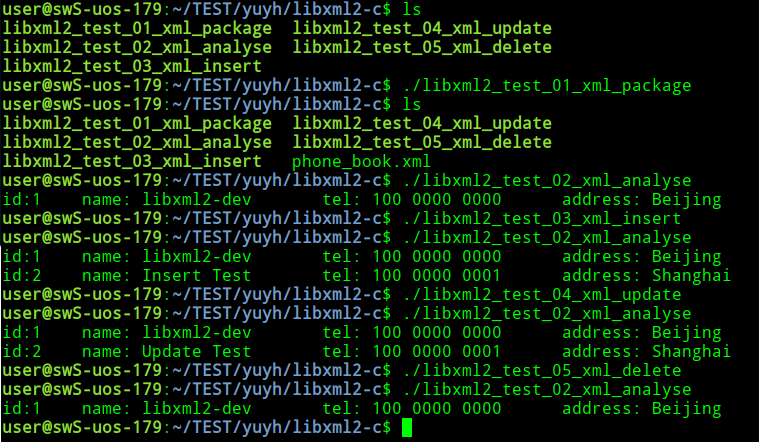 user@swS-uos-179:~/TEST/yuyh/libxml2-c$ ls
libxml2_test_01_xml_package  libxml2_test_04_xml_update
libxml2_test_02_xml_analyse  libxml2_test_05_xml_delete
libxml2_test_03_xml_insert
user@swS-uos-179:~/TEST/yuyh/libxml2-c$ ./libxml2_test_01_xml_package
user@swS-uos-179:~/TEST/yuyh/libxml2-c$ ls
libxml2_test_01_xml_package  libxml2_test_04_xml_update
libxml2_test_02_xml_analyse  libxml2_test_05_xml_delete
libxml2_test_03_xml_insert   phone_book.xml
user@swS-uos-179:~/TEST/yuyh/libxml2-c$ ./libxml2_test_02_xml_analyse
id:1    name: libxml2-dev       tel: 100 0000 0000      address: Beijing
user@swS-uos-179:~/TEST/yuyh/libxml2-c$ ./libxml2_test_03_xml_insert
user@swS-uos-179:~/TEST/yuyh/libxml2-c$ ./libxml2_test_02_xml_analyse
id:1    name: libxml2-dev       tel: 100 0000 0000      address: Beijing
id:2    name: Insert Test       tel: 100 0000 0001      address: Shanghai
user@swS-uos-179:~/TEST/yuyh/libxml2-c$ ./libxml2_test_04_xml_update
user@swS-uos-179:~/TEST/yuyh/libxml2-c$ ./libxml2_test_02_xml_analyse
id:1    name: libxml2-dev       tel: 100 0000 0000      address: Beijing
id:2    name: Update Test       tel: 100 0000 0001      address: Shanghai
user@swS-uos-179:~/TEST/yuyh/libxml2-c$ ./libxml2_test_05_xml_delete
user@swS-uos-179:~/TEST/yuyh/libxml2-c$ ./libxml2_test_02_xml_analyse
id:1    name: libxml2-dev       tel: 100 0000 0000      address: Beijing
user@swS-uos-179:~/TEST/yuyh/libxml2-c$